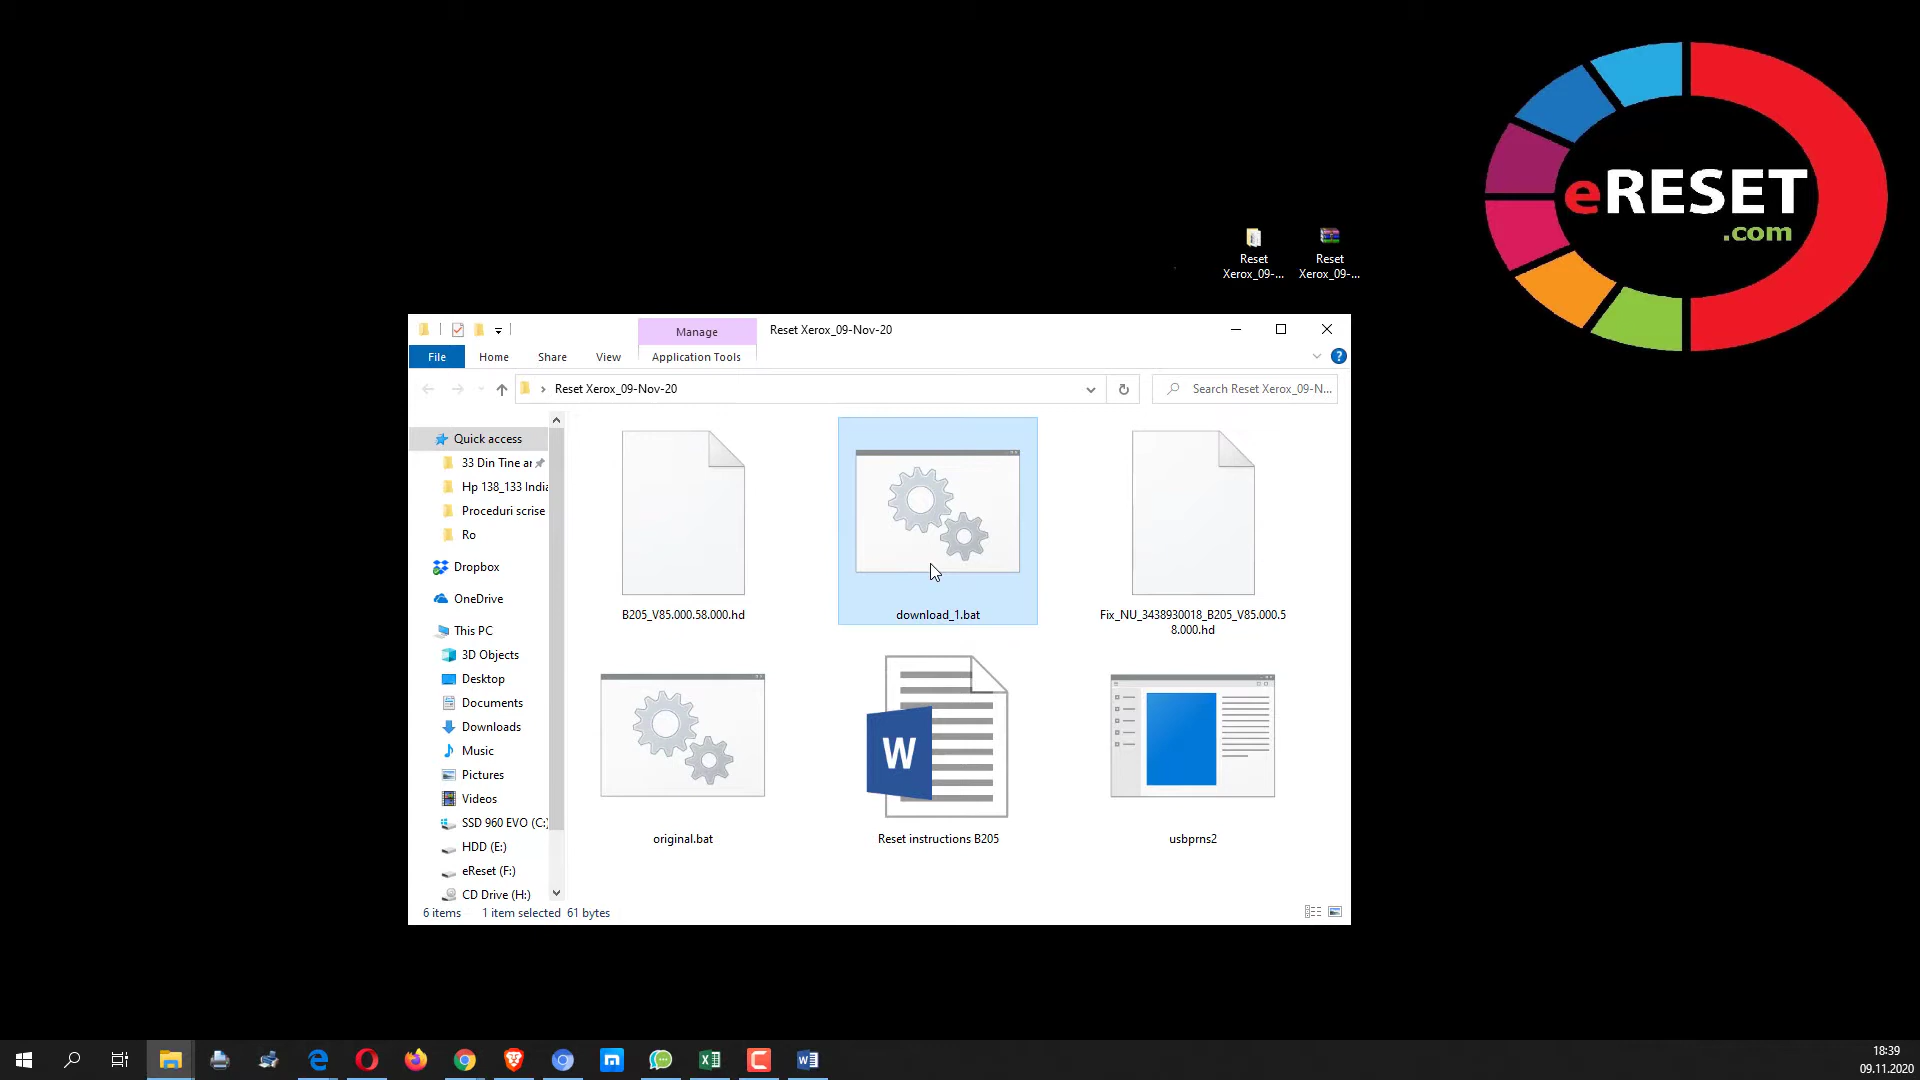 eRESET
.com
Reset
Xerox_09-...
Reset
Xerox_09-...
Manage
Reset Xerox_09-Nov-20
File
Home
Share
View
Application Tools
?
Reset Xerox_09-Nov-20
Search Reset Xerox_09-N...
Quick access
33 Din Tine ar
Hp 138_133 India
Proceduri scrise
Ro
Dropbox
OneDrive
This PC
3D Objects
Desktop
Documents
Downloads
Music
Pictures
Videos
SSD 960 EVO (C:)
HDD (E:)
eReset (F:)
CD Drive (H:)
B205_V85.000.58.000.hd
download_1.bat
Fix_NU_3438930018_B205_V85.000.5
8.000.hd
original.bat
W
Reset instructions B205
usbprns2
6 items
1 item selected 61 bytes
18:39
09.11.2020